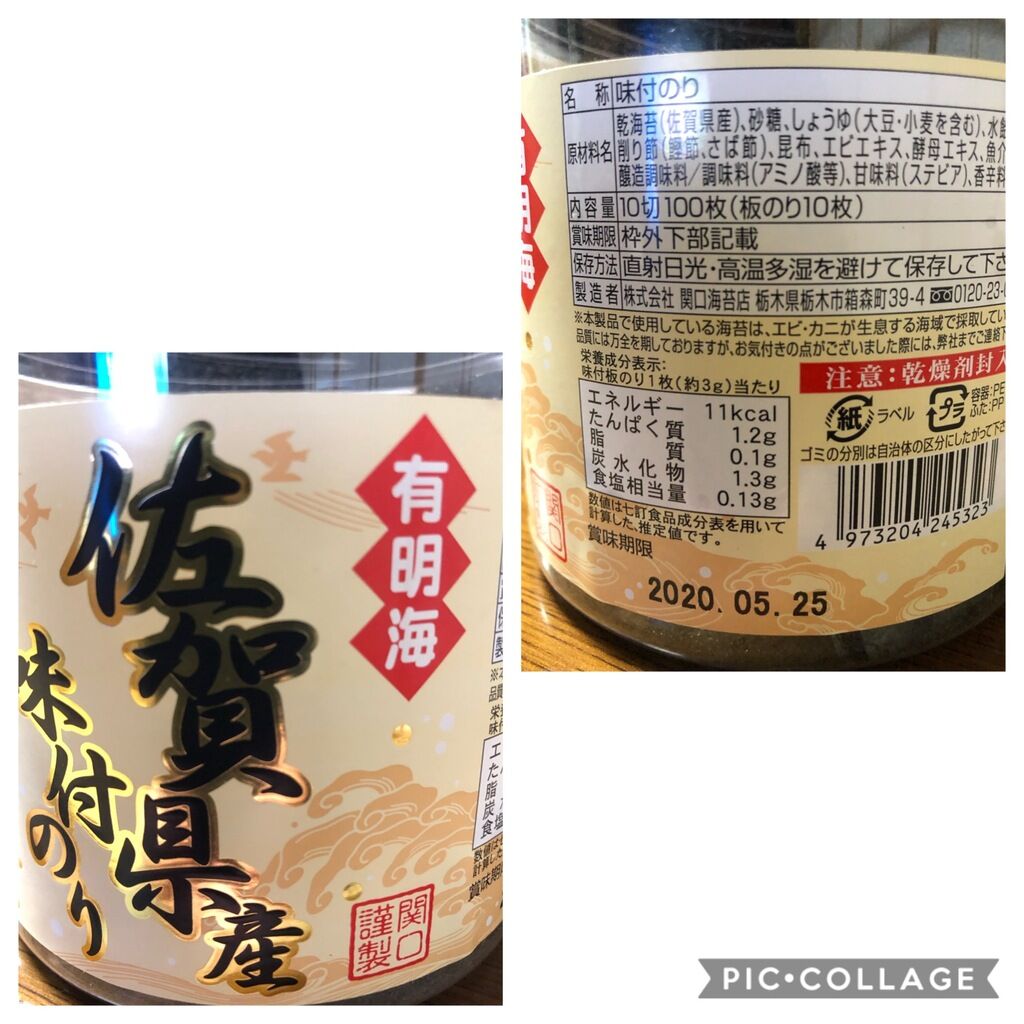 有明海
佐賀県産
味付のり
関口
謹製
名 称 味付のり
原材料名 乾海苔(佐賀県産)、砂糖、しょうゆ(大豆・小麦を含む)、水飴
削り節(鰹節、さば節)、昆布、エビエキス、酵母エキス、魚介
醸造調味料/調味料(アミノ酸等)、甘味料(ステビア)、香辛料
内容量 10切100枚(板のり10枚)
賞味期限 枠外下部記載
保存方法 直射日光・高温多湿を避けて保存して下さ
製造者 株式会社 関口海苔店 栃木県栃木市箱森町39-4 0120-23-
※本製品で使用している海苔は、エビ・カニが生息する海域で採取してい
品質には万全を期しておりますが、お気付きの点がございました際には、弊社までご連絡下
栄養成分表示:
味付板のり1枚(約3g)当たり
エネルギー 11kcal
たんぱく質 1.2g
脂 質 0.1g
炭水化物 1.3g
食塩相当量 0.13g
数値は七訂食品成分表を用いて
計算した、推定値です。
賞味期限
2020.05.25
注意:乾燥剤封入
紙 ラベル
プラ 容器:PE
ふた:PP
ゴミの分別は自治体の区分にしたがって下さ
4 973204 245323
関口
PIC•COLLAGE